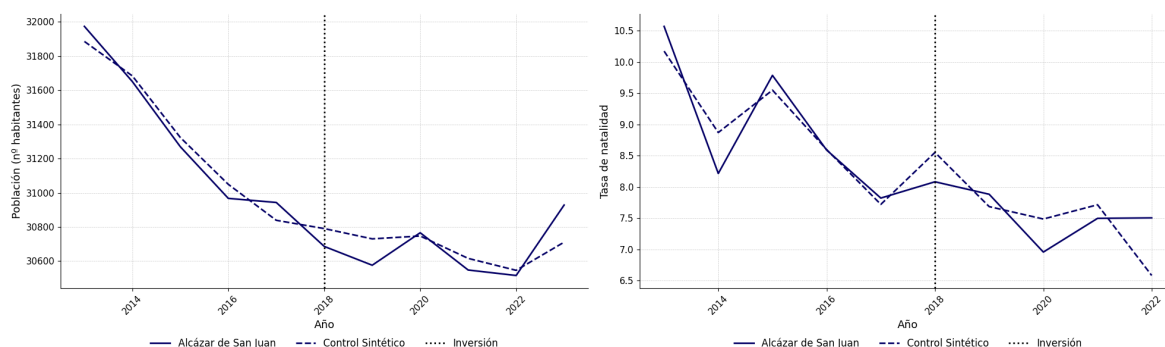 32000
31800
31600
31400
31200
31000
30800
30600
Población (nº habitantes)
2014
2016
2018
2020
2022
Año
Alcázar de San Juan
Control Sintético
Inversión
10.5
10.0
9.5
9.0
8.5
8.0
7.5
7.0
6.5
Tasa de natalidad
2014
2016
2018
2020
2022
Año
Alcázar de San Juan
Control Sintético
Inversión